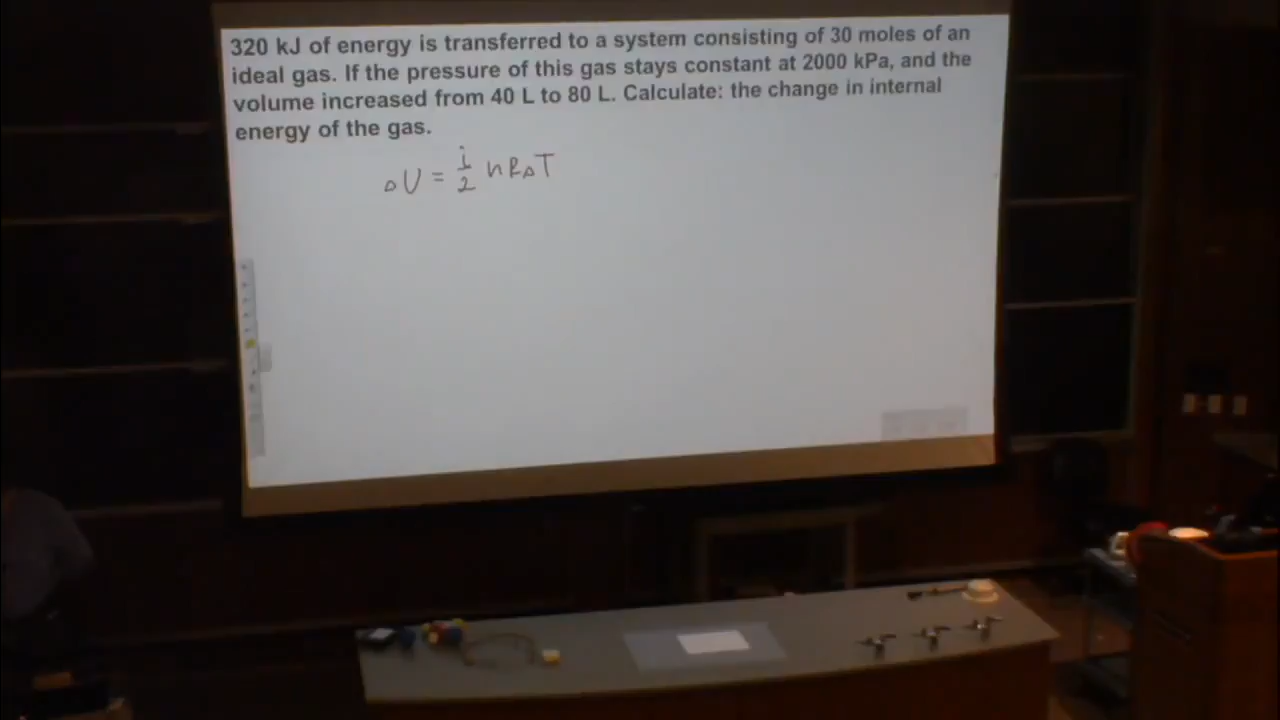 320 kJ of energy is transferred to a system consisting of 30 moles of an
ideal gas. If the pressure of this gas stays constant at 2000 kPa, and the
volume increased from 40 L to 80 L. Calculate: the change in internal
energy of the gas.
ΔU = i/2 nRΔT